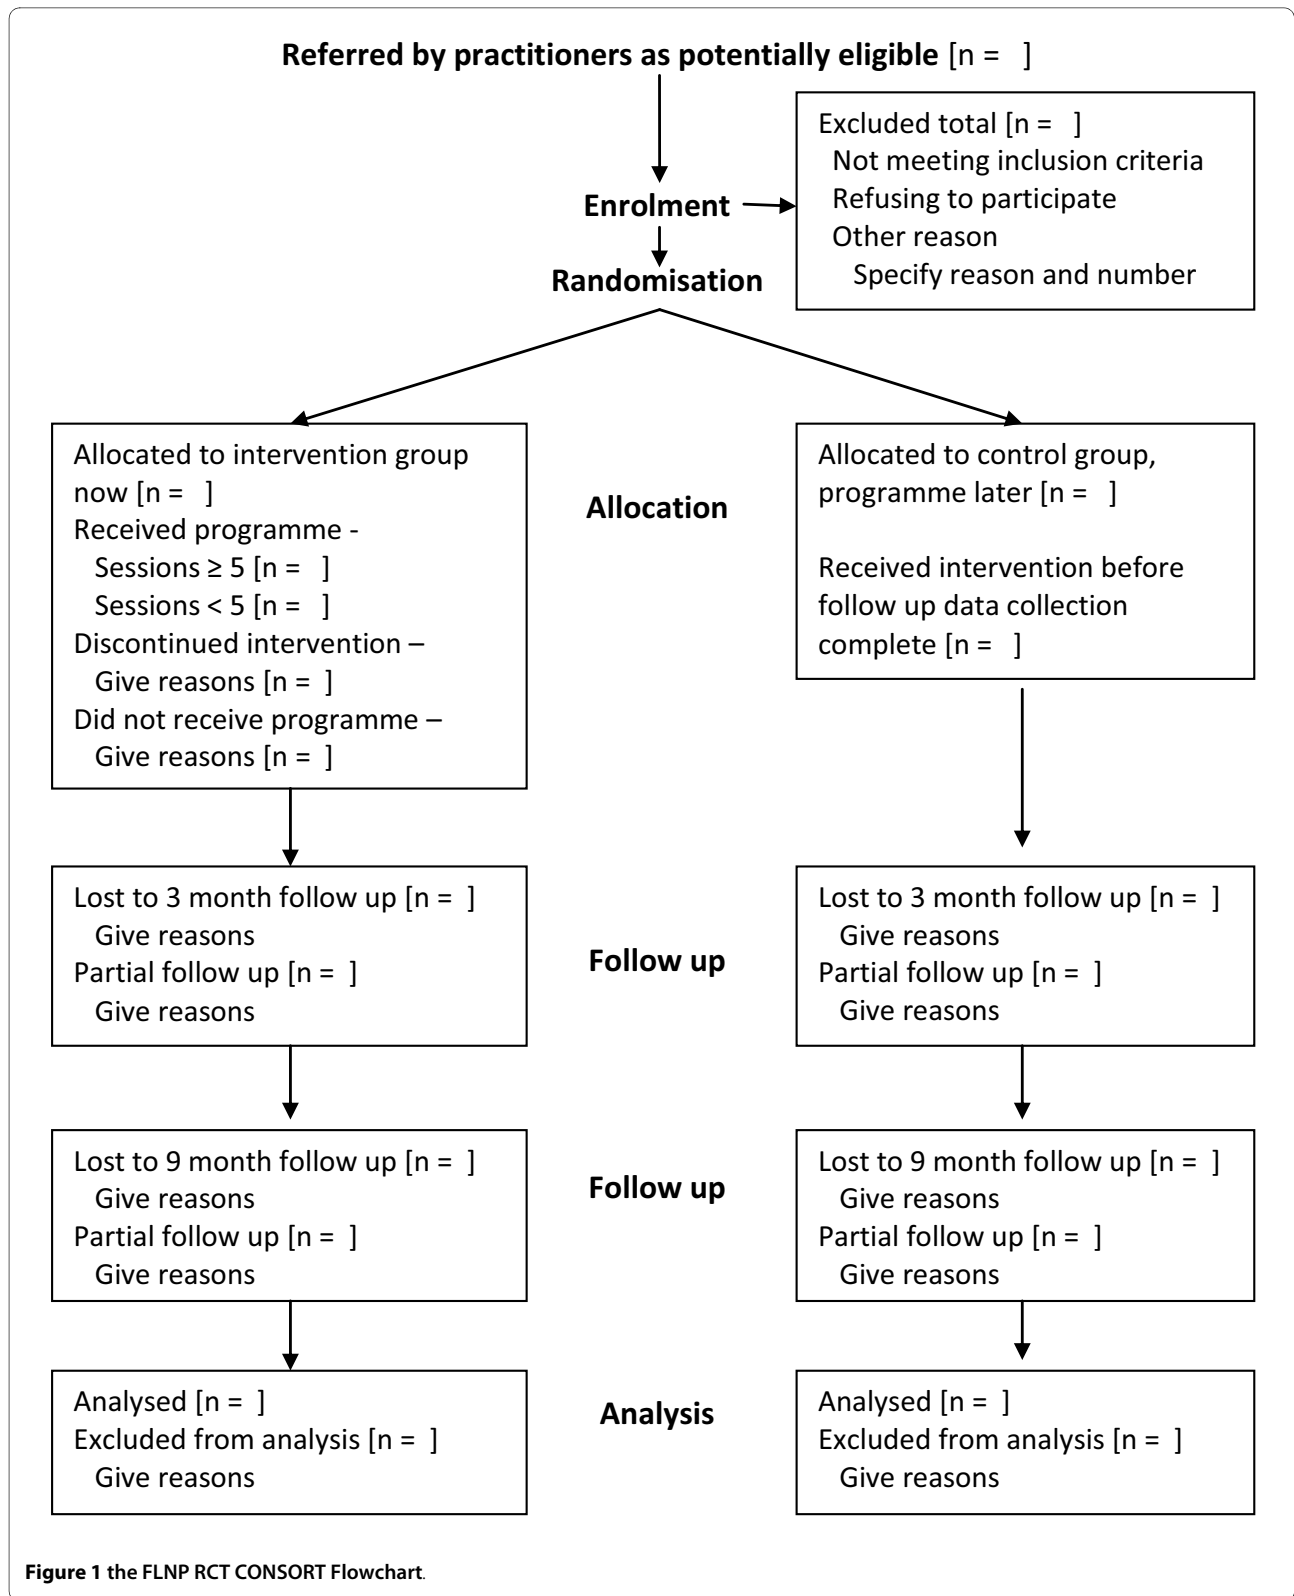 Referred by practitioners as potentially eligible [n =   ]
Excluded total [n =   ]
Not meeting inclusion criteria
Refusing to participate
Other reason
Specify reason and number
Enrolment
Randomisation
Allocated to intervention group
now [n =   ]
Received programme -
Sessions ≥ 5 [n =   ]
Sessions < 5 [n =   ]
Discontinued intervention –
Give reasons [n =  ]
Did not receive programme –
Give reasons [n =  ]
Allocation
Allocated to control group,
programme later [n =   ]
Received intervention before
follow up data collection
complete [n =   ]
Lost to 3 month follow up [n =  ]
Give reasons
Partial follow up [n =  ]
Give reasons
Follow up
Lost to 3 month follow up [n =  ]
Give reasons
Partial follow up [n =  ]
Give reasons
Lost to 9 month follow up [n =  ]
Give reasons
Partial follow up [n =  ]
Give reasons
Follow up
Lost to 9 month follow up [n =  ]
Give reasons
Partial follow up [n =  ]
Give reasons
Analysed [n =  ]
Excluded from analysis [n =  ]
Give reasons
Analysis
Analysed [n =  ]
Excluded from analysis [n =  ]
Give reasons
Figure 1 the FLNP RCT CONSORT Flowchart.